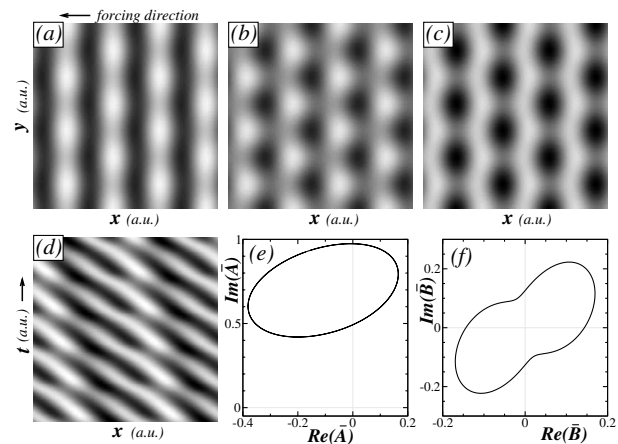 forcing direction
(a)
(b)
(c)
y (a.u.)
x (a.u.)
x (a.u.)
x (a.u.)
(d)
(e)
(f)
t (a.u.)
Im(Ā)
1
0.5
0
Im(B̄)
0.2
0
-0.2
-0.4
-0.2
0
0.2
-0.2
0
0.2
x (a.u.)
Re(Ā)
Re(B̄)